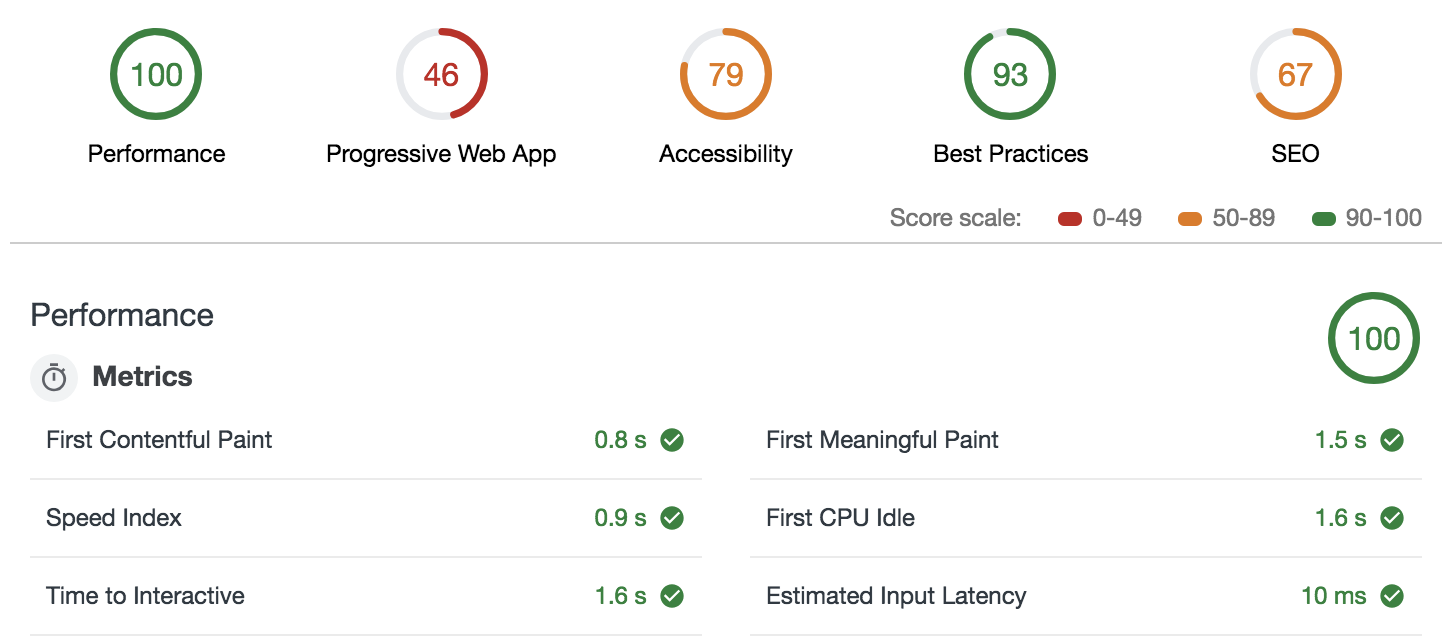 100 46 79 93 67
Performance Progressive Web App Accessibility Best Practices SEO
Score scale: 0-49 50-89 90-100
Performance 100
Metrics
First Contentful Paint 0.8 s First Meaningful Paint 1.5 s
Speed Index 0.9 s First CPU Idle 1.6 s
Time to Interactive 1.6 s Estimated Input Latency 10 ms